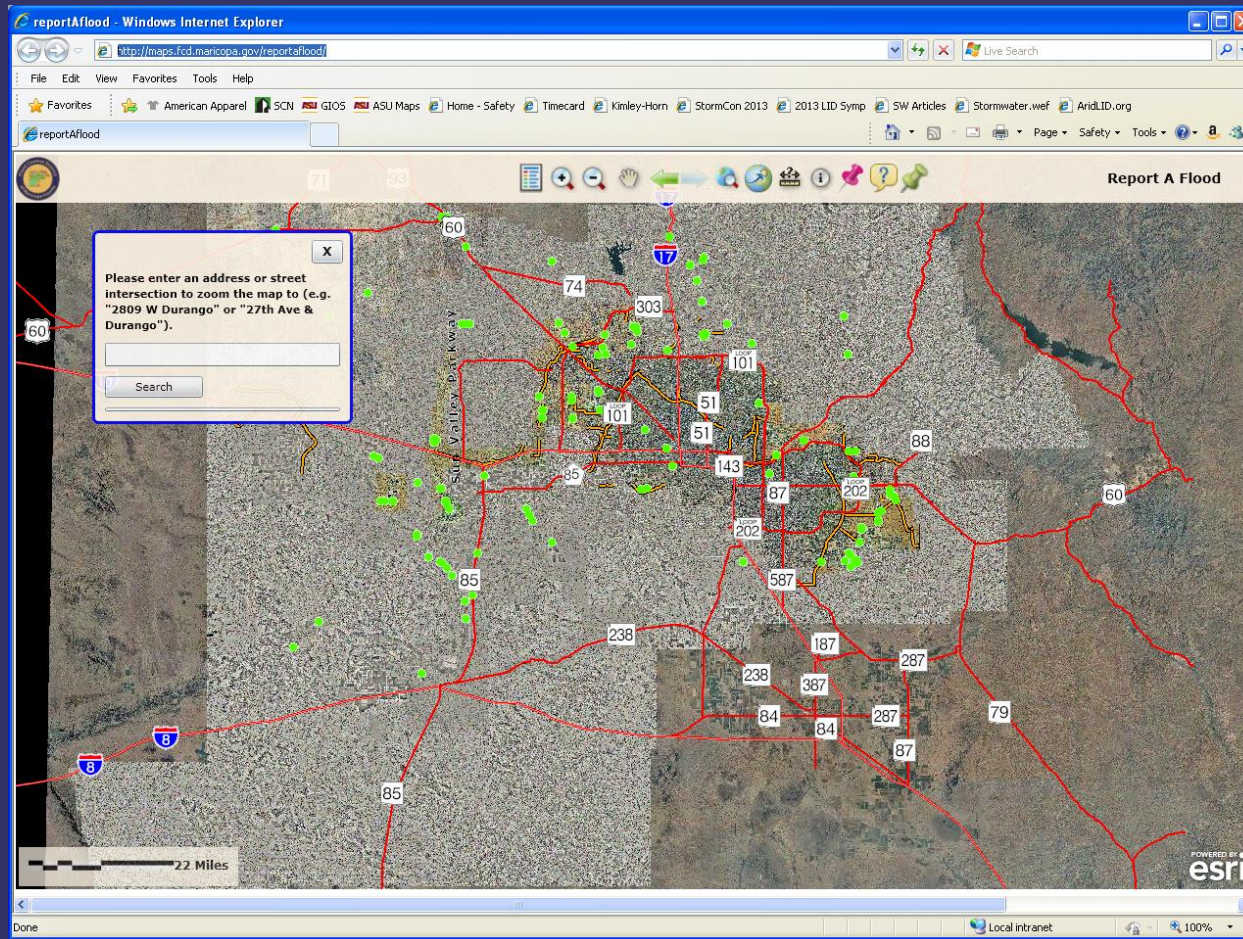 reportAflood - Windows Internet Explorer
http://maps.fcd.maricopa.gov/reportaflood/
Live Search
File Edit View Favorites Tools Help
Favorites American Apparel SCN GIOS ASU Maps Home - Safety Timecard Kimley-Horn StormCon 2013 2013 LID Symp SW Articles Stormwater.wef AridLID.org
reportAflood
Page Safety Tools
71
93
Report A Flood
X
Please enter an address or street
intersection to zoom the map to (e.g.
"2809 W Durango" or "27th Ave &
Durango").
Search
60
17
74
303
60
Sun Valley Parkway
LOOP 101
51
LOOP 101
51
88
143
85
87
LOOP 202
60
LOOP 202
85
587
238
187
287
238
387
84
287
79
84
8
87
8
85
22 Miles
POWERED BY
esri
Done
Local intranet
100%